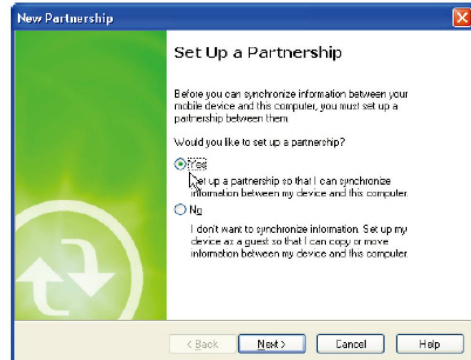 New Partnership
Set Up a Partnership
Before you can synchronize information between your
mobile device and this computer, you must set up a
partnership between them.
Would you like to set up a partnership?
Yes
Set up a partnership so that I can synchronize
information between my device and this computer.
No
I don't want to synchronize information. Set up my
device as a guest so that I can copy or move
information between my device and this computer.
< Back
Next >
Cancel
Help